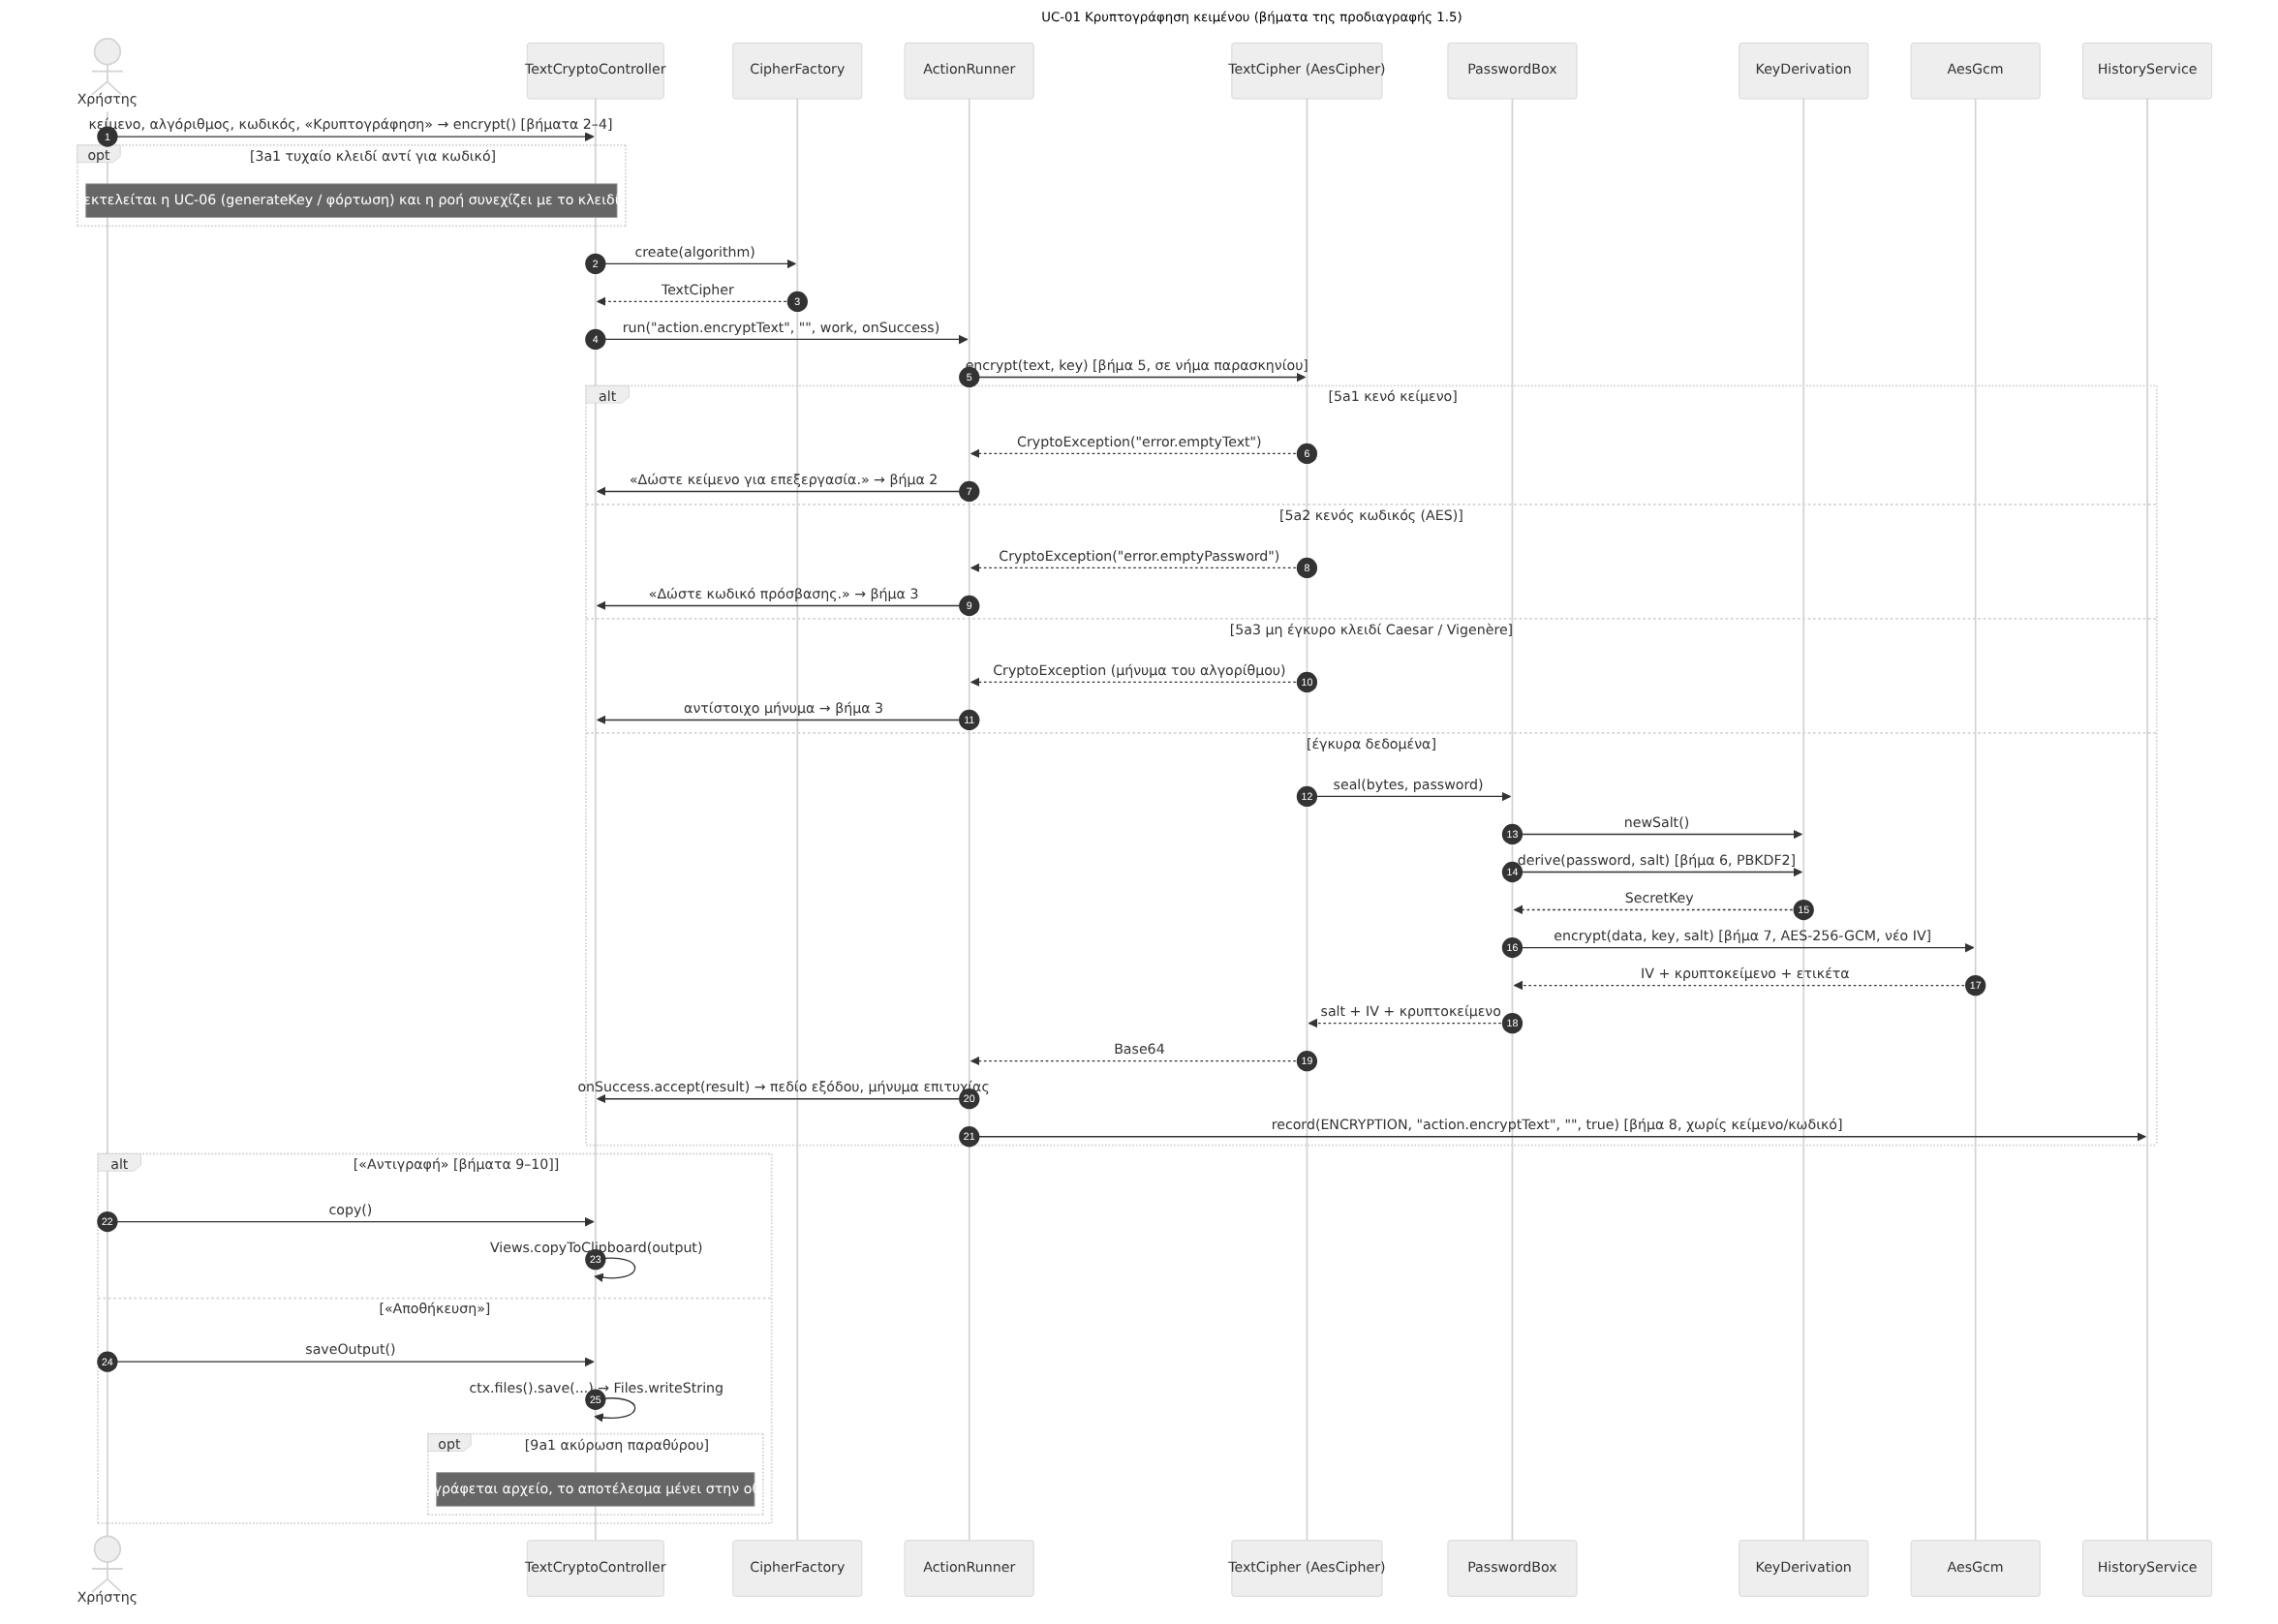 UC-01 Κρυπτογράφηση κειμένου (βήματα της προδιαγραφής 1.5)
Χρήστης
TextCryptoController
CipherFactory
ActionRunner
TextCipher (AesCipher)
PasswordBox
KeyDerivation
AesGcm
HistoryService
κείμενο, αλγόριθμος, κωδικός, «Κρυπτογράφηση» → encrypt() [βήματα 2–4]
1
opt
[3a1 τυχαίο κλειδί αντί για κωδικό]
εκτελείται η UC-06 (generateKey / φόρτωση) και η ροή συνεχίζει με το κλειδί
create(algorithm)
2
TextCipher
3
run("action.encryptText", "", work, onSuccess)
4
encrypt(text, key) [βήμα 5, σε νήμα παρασκηνίου]
5
alt
[5a1 κενό κείμενο]
CryptoException("error.emptyText")
6
«Δώστε κείμενο για επεξεργασία.» → βήμα 2
7
[5a2 κενός κωδικός (AES)]
CryptoException("error.emptyPassword")
8
«Δώστε κωδικό πρόσβασης.» → βήμα 3
9
[5a3 μη έγκυρο κλειδί Caesar / Vigenère]
CryptoException (μήνυμα του αλγορίθμου)
10
αντίστοιχο μήνυμα → βήμα 3
11
[έγκυρα δεδομένα]
seal(bytes, password)
12
newSalt()
13
derive(password, salt) [βήμα 6, PBKDF2]
14
SecretKey
15
encrypt(data, key, salt) [βήμα 7, AES-256-GCM, νέο IV]
16
IV + κρυπτοκείμενο + ετικέτα
17
salt + IV + κρυπτοκείμενο
18
Base64
19
onSuccess.accept(result) → πεδίο εξόδου, μήνυμα επιτυχίας
20
record(ENCRYPTION, "action.encryptText", "", true) [βήμα 8, χωρίς κείμενο/κωδικό]
21
alt
[«Αντιγραφή» [βήματα 9–10]]
copy()
22
Views.copyToClipboard(output)
23
[«Αποθήκευση»]
saveOutput()
24
ctx.files().save(...) → Files.writeString
25
opt
[9a1 ακύρωση παραθύρου]
γράφεται αρχείο, το αποτέλεσμα μένει στην
Χρήστης
TextCryptoController
CipherFactory
ActionRunner
TextCipher (AesCipher)
PasswordBox
KeyDerivation
AesGcm
HistoryService